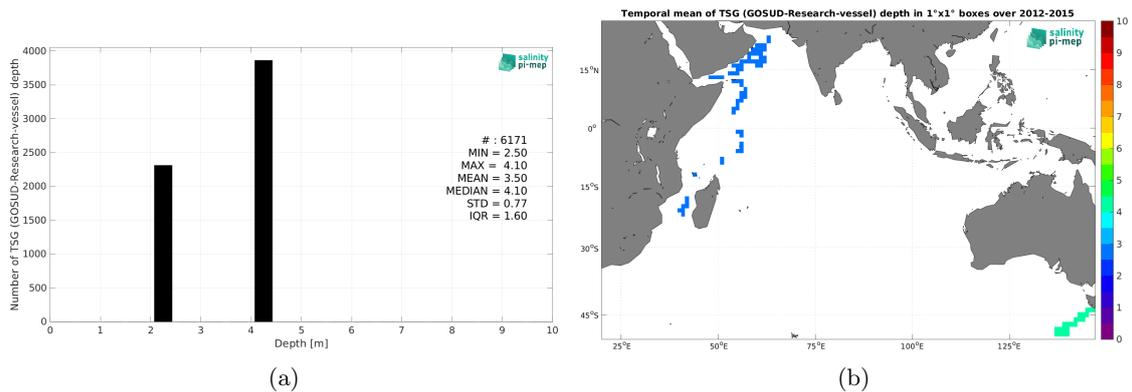 4000
3500
3000
2500
2000
1500
1000
500
0
Number of TSG (GOSUD-Research-vessel) depth
0 1 2 3 4 5 6 7 8 9 10
Depth [m]
salinity
pi-mep
# : 6171
MIN = 2.50
MAX = 4.10
MEAN = 3.50
MEDIAN = 4.10
STD = 0.77
IQR = 1.60
(a)
Temporal mean of TSG (GOSUD-Research-vessel) depth in 1°x1° boxes over 2012-2015
salinity
pi-mep
15°N
0°
15°S
30°S
45°S
25°E 50°E 75°E 100°E 125°E
10
9
8
7
6
5
4
3
2
1
0
(b)